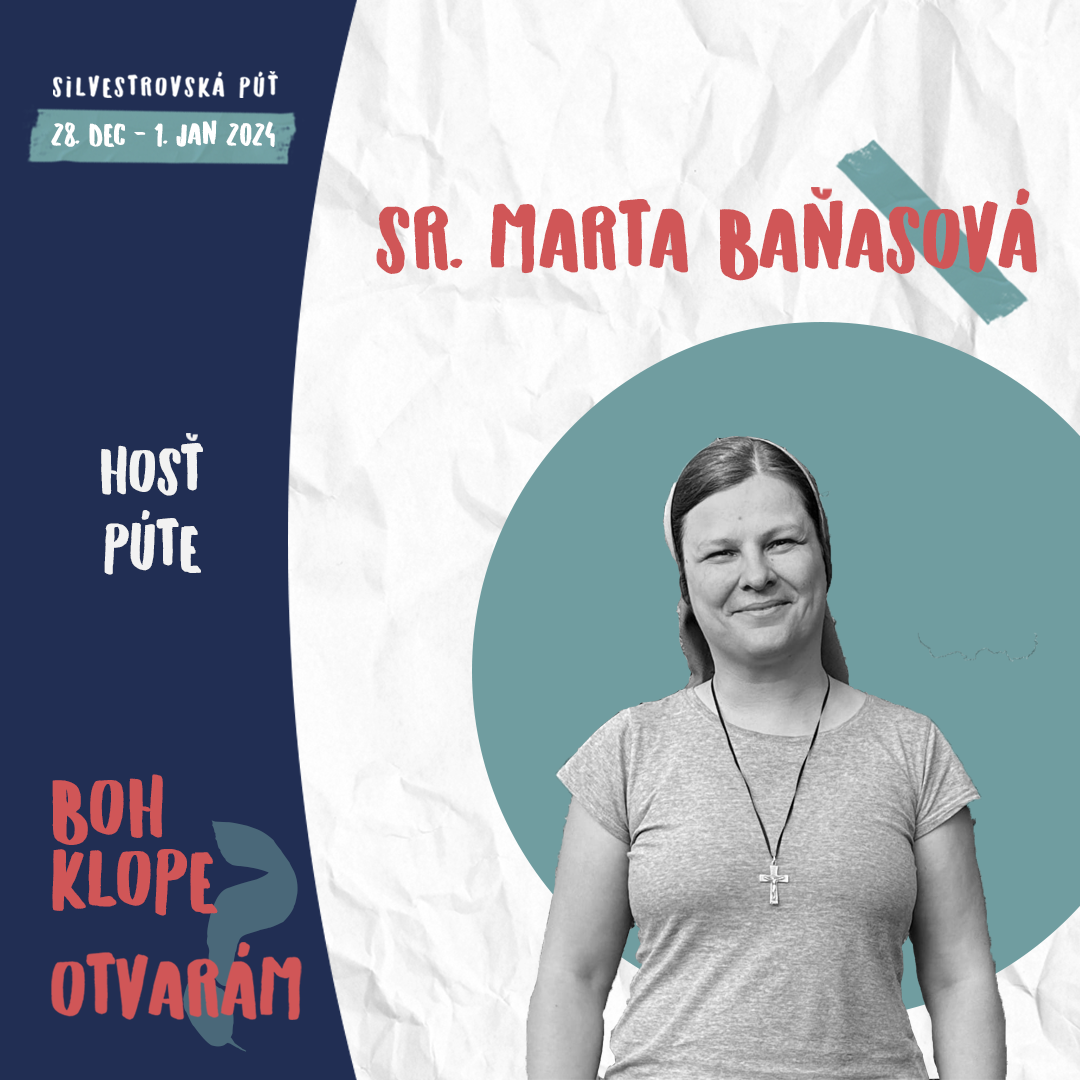 SILVESTROVSKÁ PÚŤ
28. DEC - 1. JAN 2024
SR. MARTA BAŇASOVÁ
HOSŤ
PÚTE
BOH
KLOPE
OTVARÁM
?